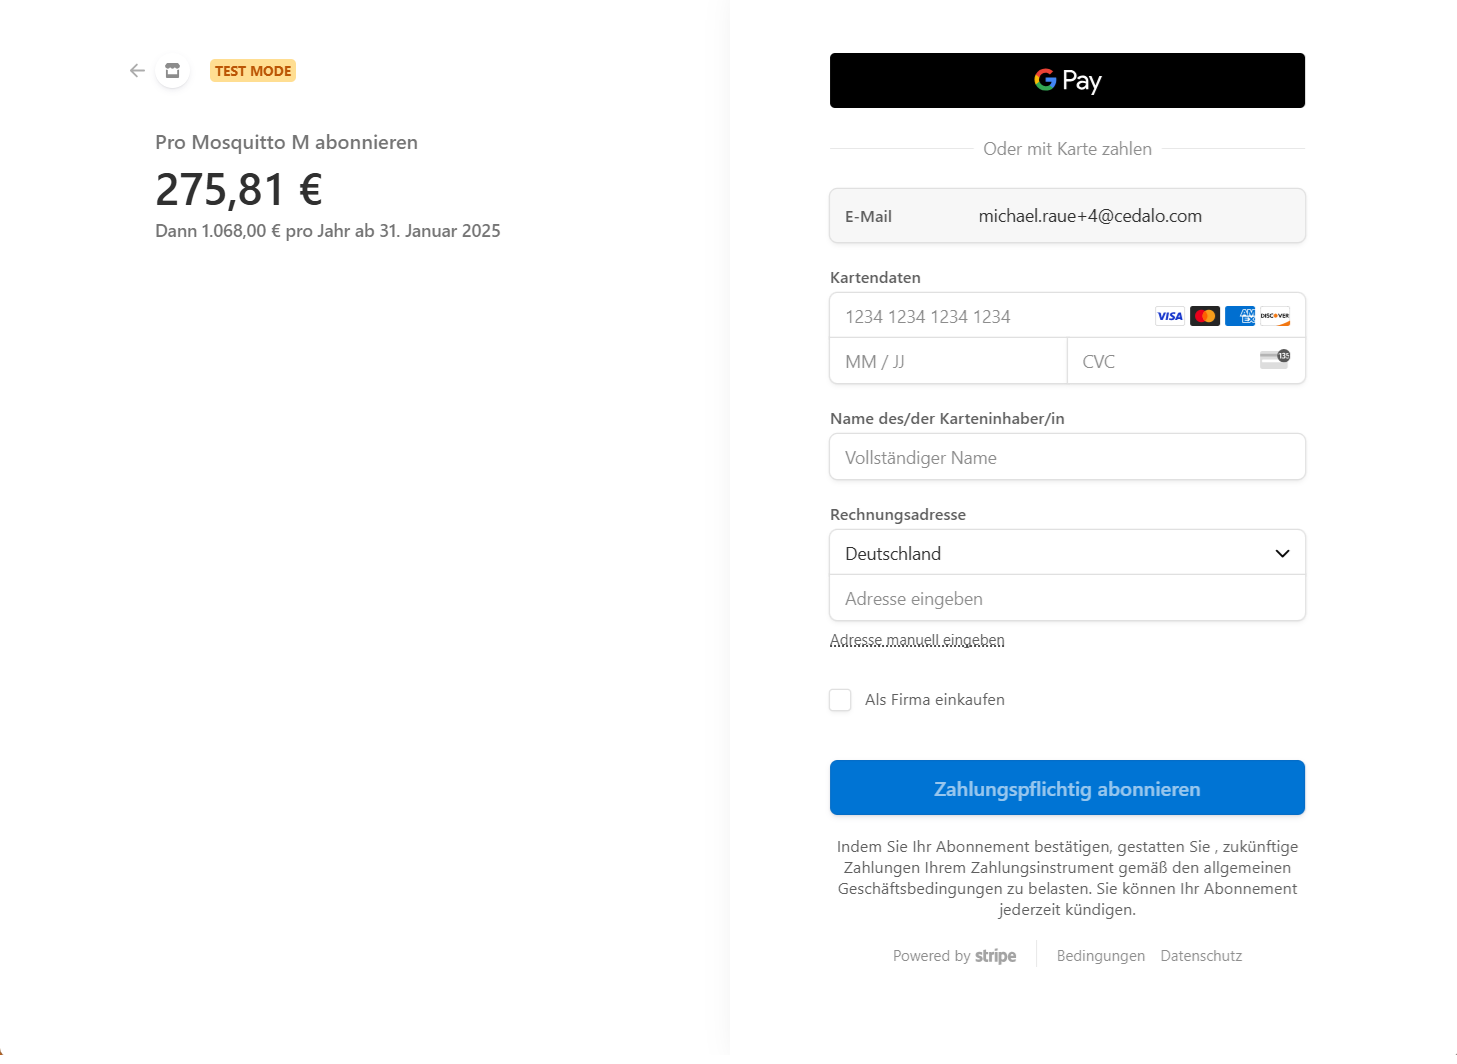 TEST MODE
Pro Mosquitto M abonnieren
275,81 €
Dann 1.068,00 € pro Jahr ab 31. Januar 2025
G Pay
Oder mit Karte zahlen
E-Mail michael.raue+4@cedalo.com
Kartendaten
1234 1234 1234 1234 VISA AMEX DISCOVER
MM / JJ CVC 135
Name des/der Karteninhaber/in
Vollständiger Name
Rechnungsadresse
Deutschland
Adresse eingeben
Adresse manuell eingeben
Als Firma einkaufen
Zahlungspflichtig abonnieren
Indem Sie Ihr Abonnement bestätigen, gestatten Sie , zukünftige
Zahlungen Ihrem Zahlungsinstrument gemäß den allgemeinen
Geschäftsbedingungen zu belasten. Sie können Ihr Abonnement
jederzeit kündigen.
Powered by stripe Bedingungen Datenschutz